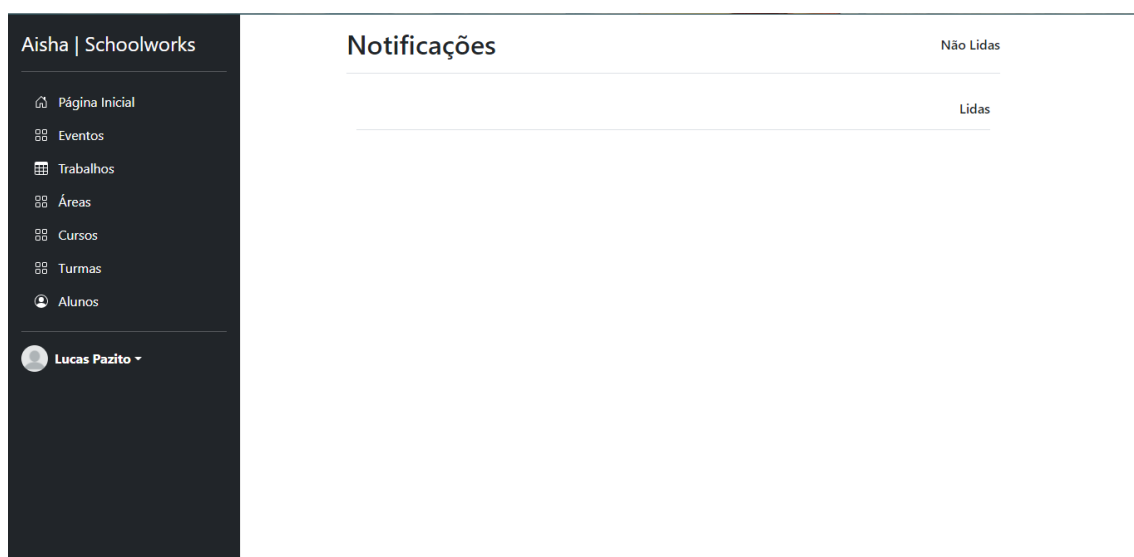 Aisha | Schoolworks
Página Inicial
Eventos
Trabalhos
Áreas
Cursos
Turmas
Alunos
Lucas Pazito
Notificações
Não Lidas
Lidas